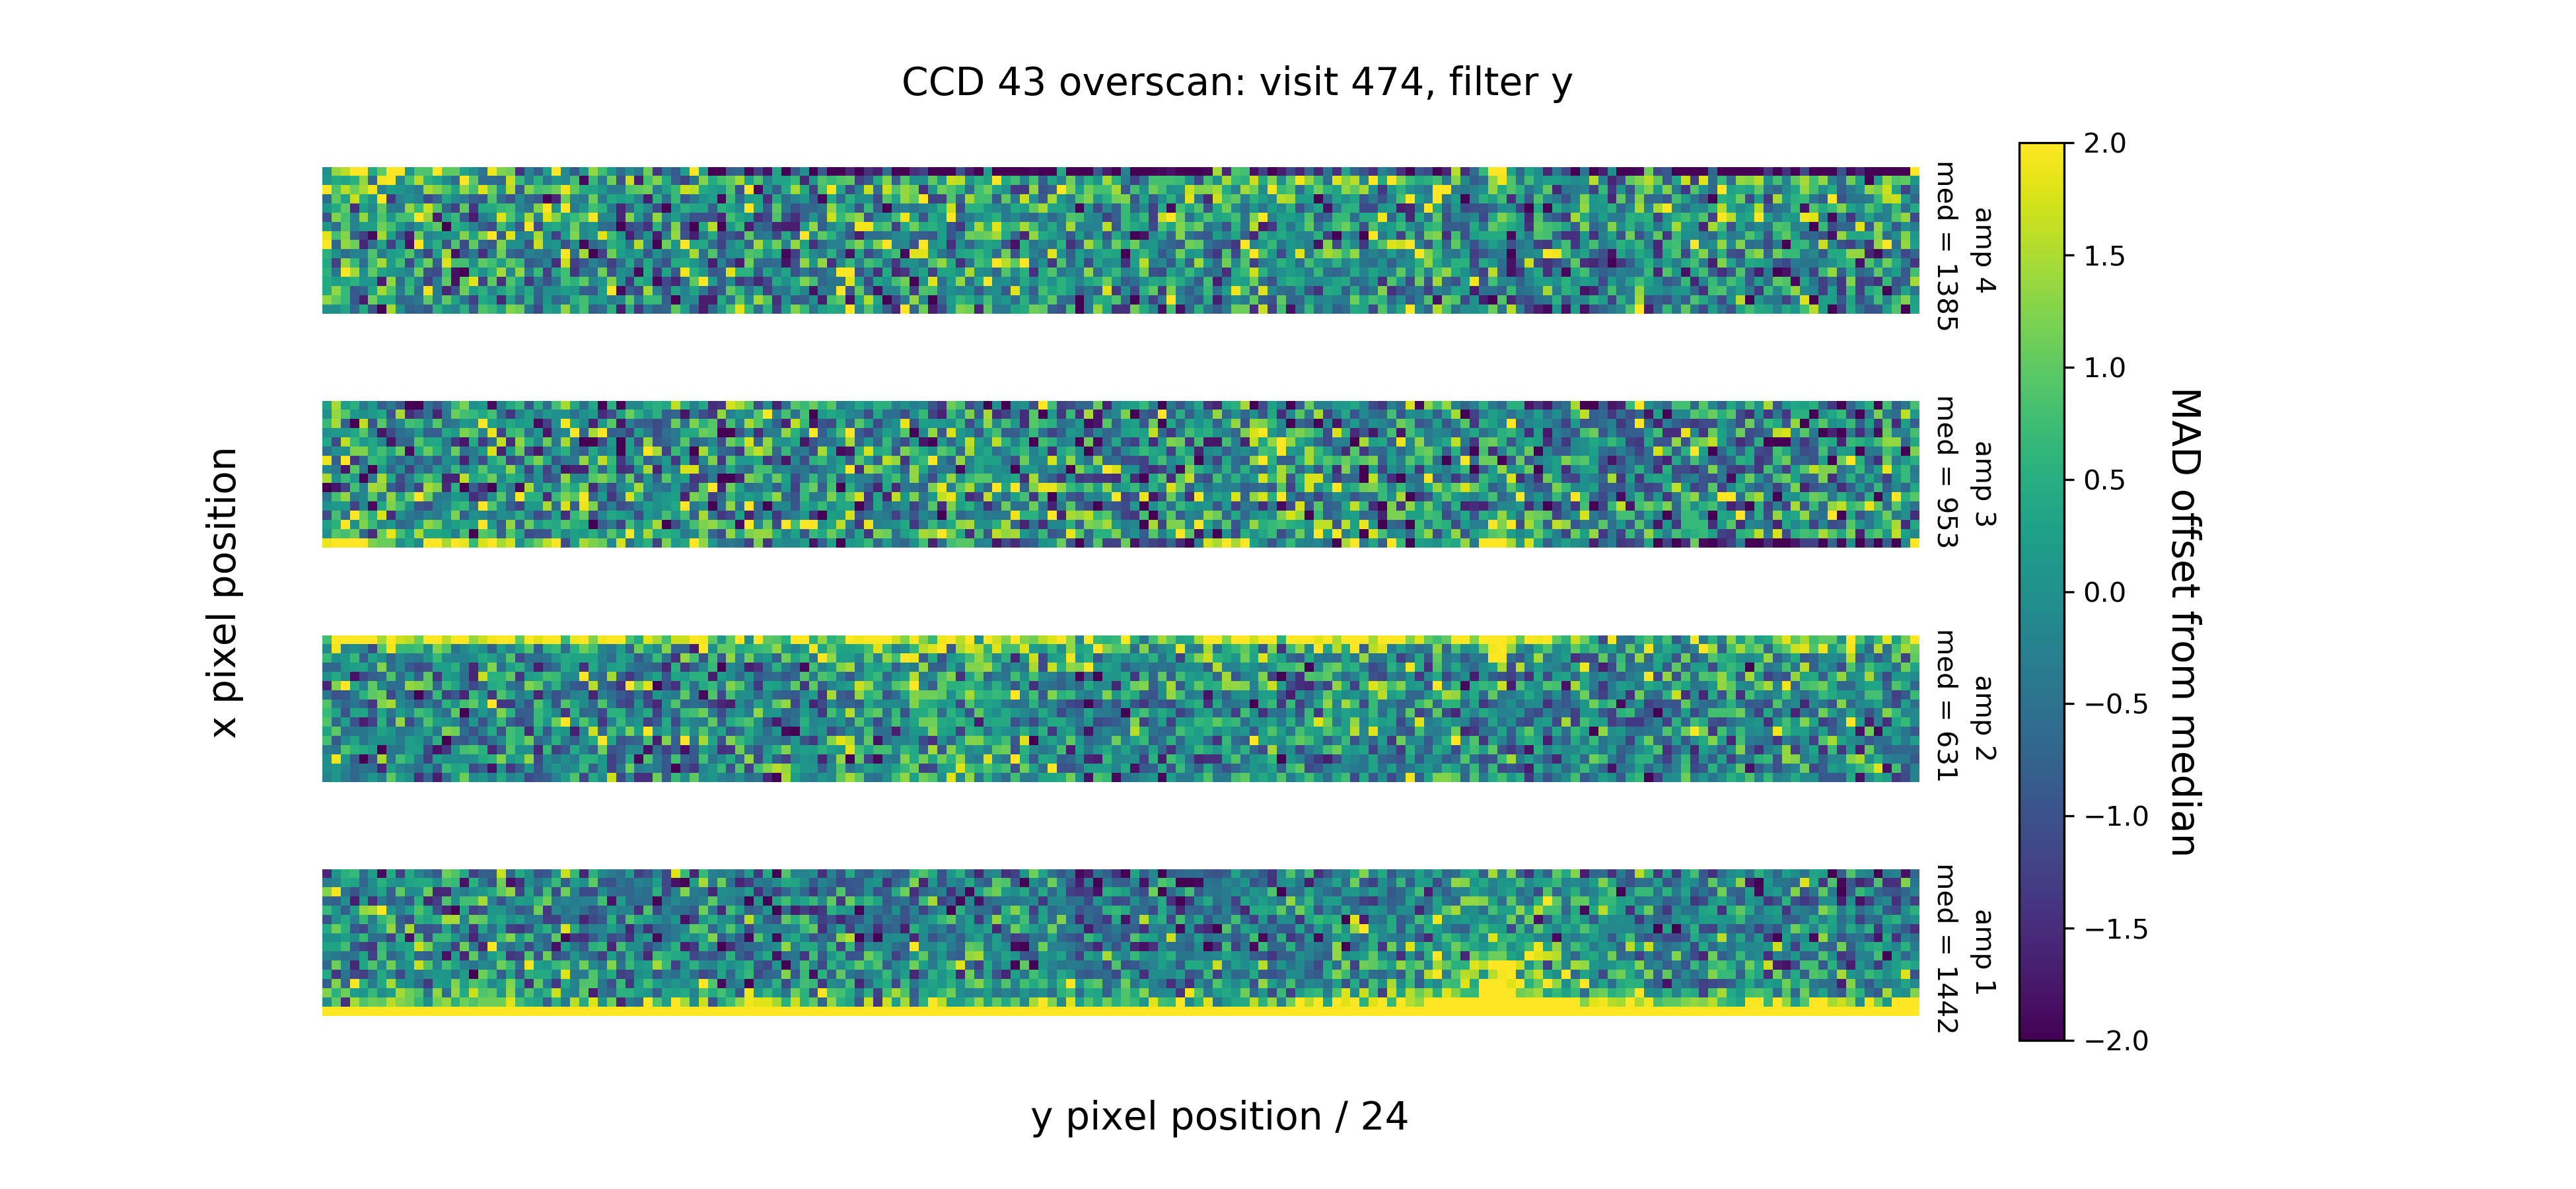 CCD 43 overscan: visit 474, filter y
x pixel position
amp 4
med = 1385
amp 3
med = 953
amp 2
med = 631
amp 1
med = 1442
2.0
1.5
1.0
0.5
0.0
−0.5
−1.0
−1.5
−2.0
MAD offset from median
y pixel position / 24